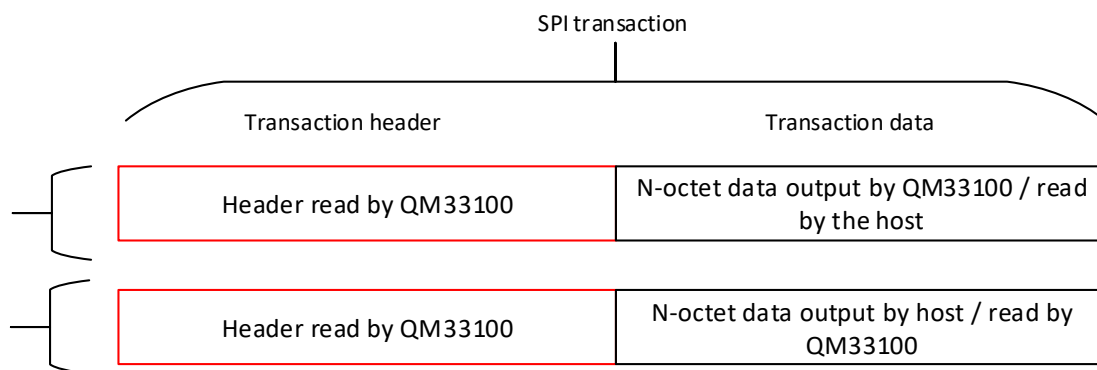 SPI transaction
Transaction header
Transaction data
Header read by QM33100
N-octet data output by QM33100 / read
by the host
Header read by QM33100
N-octet data output by host / read by
QM33100